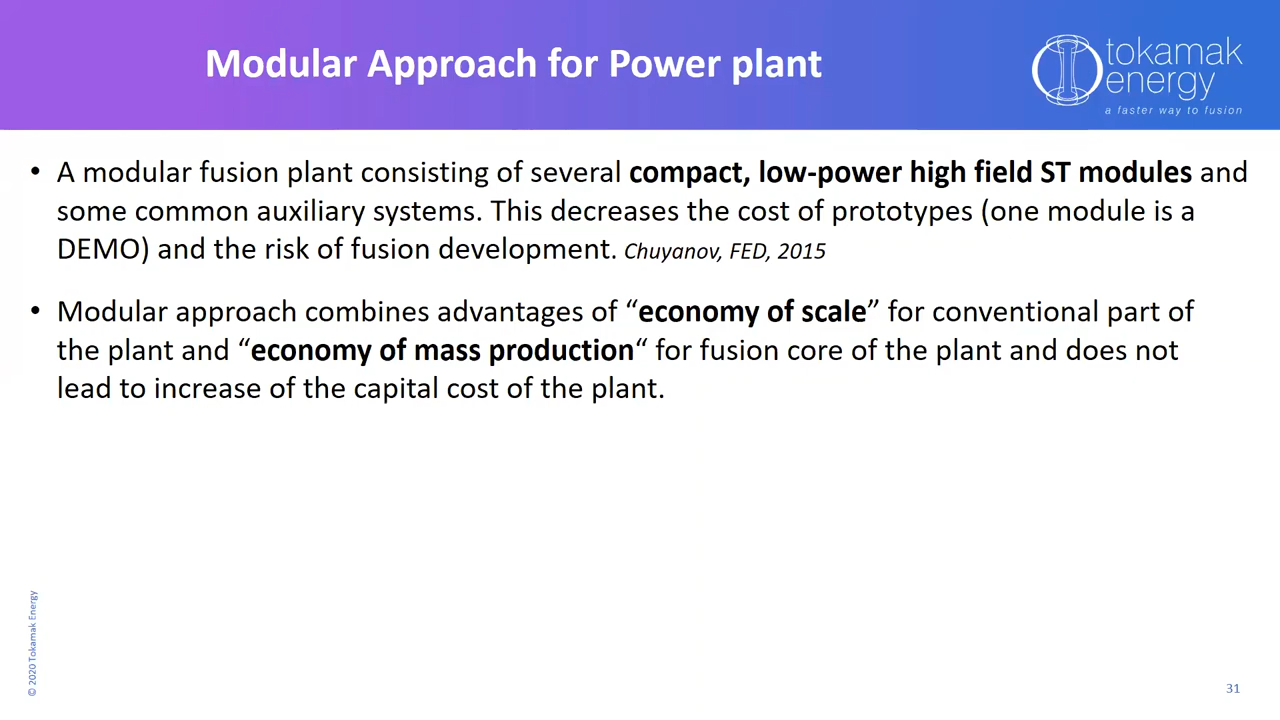 Modular Approach for Power plant
tokamak
energy
a faster way to fusion
• A modular fusion plant consisting of several compact, low-power high field ST modules and
some common auxiliary systems. This decreases the cost of prototypes (one module is a
DEMO) and the risk of fusion development. Chuyanov, FED, 2015
• Modular approach combines advantages of “economy of scale” for conventional part of
the plant and “economy of mass production“ for fusion core of the plant and does not
lead to increase of the capital cost of the plant.
© 2020 Tokamak Energy
31